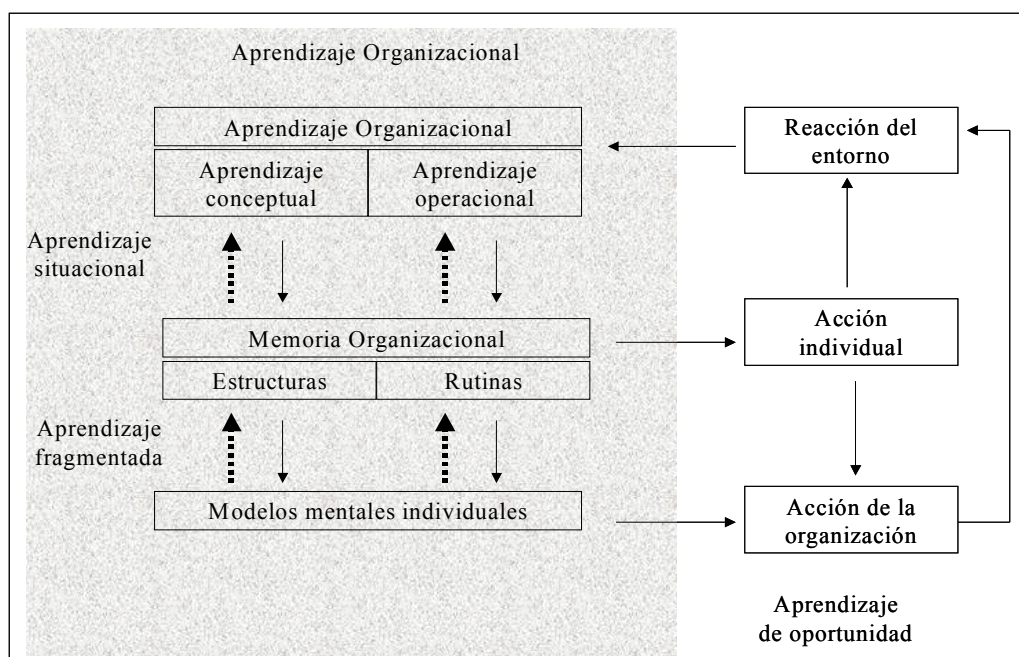 Aprendizaje Organizacional
Aprendizaje Organizacional
Aprendizaje
conceptual
Aprendizaje
operacional
Aprendizaje
situacional
Memoria Organizacional
Estructuras
Rutinas
Aprendizaje
fragmentada
Modelos mentales individuales
Reacción del
entorno
Acción
individual
Acción de la
organización
Aprendizaje
de oportunidad